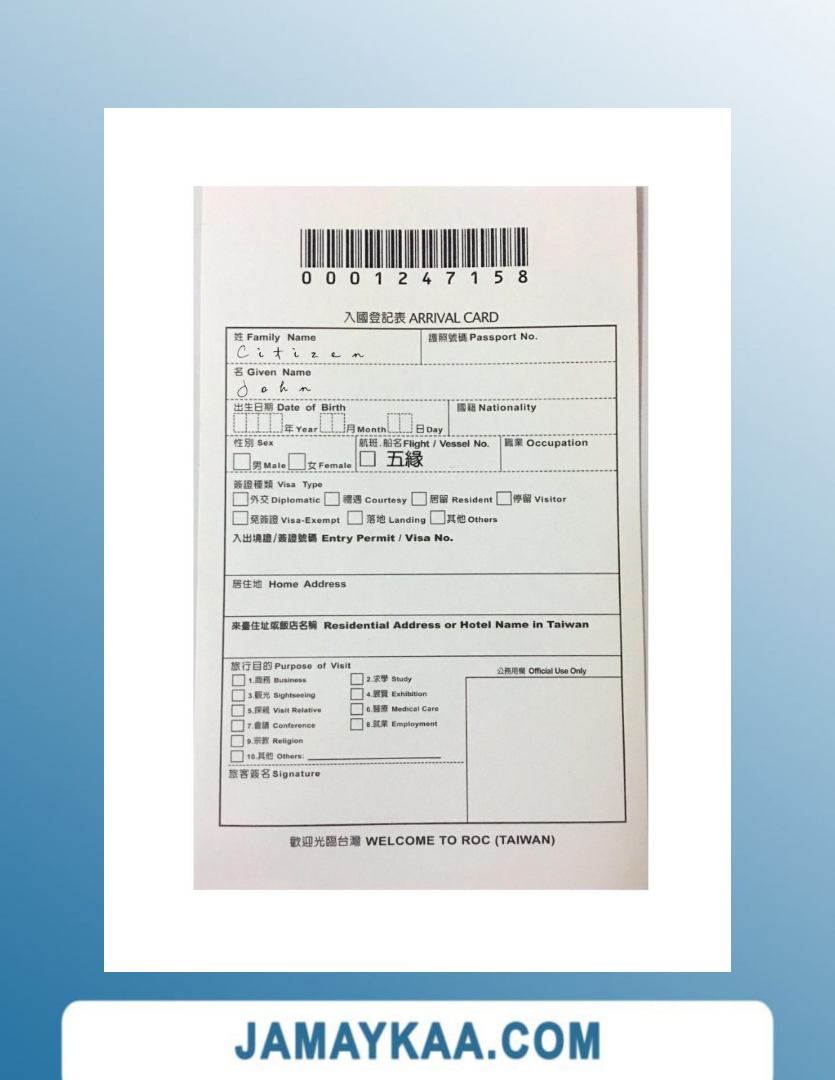 0001247158
入國登記表 ARRIVAL CARD
姓 Family Name 護照號碼 Passport No.
Citizen
名 Given Name
John
出生日期 Date of Birth 國籍 Nationality
年 Year 月 Month 日 Day
性別 Sex 航班.船名 Flight / Vessel No. 職業 Occupation
男 Male 女 Female 五緣
簽證種類 Visa Type
外交 Diplomatic 禮遇 Courtesy 居留 Resident 停留 Visitor
免簽證 Visa-Exempt 落地 Landing 其他 Others
入出境證/簽證號碼 Entry Permit / Visa No.
居住地 Home Address
來臺住址或飯店名稱 Residential Address or Hotel Name in Taiwan
旅行目的 Purpose of Visit 公務用欄 Official Use Only
1.商務 Business 2.求學 Study
3.觀光 Sightseeing 4.展覽 Exhibition
5.探親 Visit Relative 6.醫療 Medical Care
7.會議 Conference 8.就業 Employment
9.宗教 Religion
10.其他 Others:
旅客簽名 Signature
歡迎光臨台灣 WELCOME TO ROC (TAIWAN)
JAMAYKAA.COM